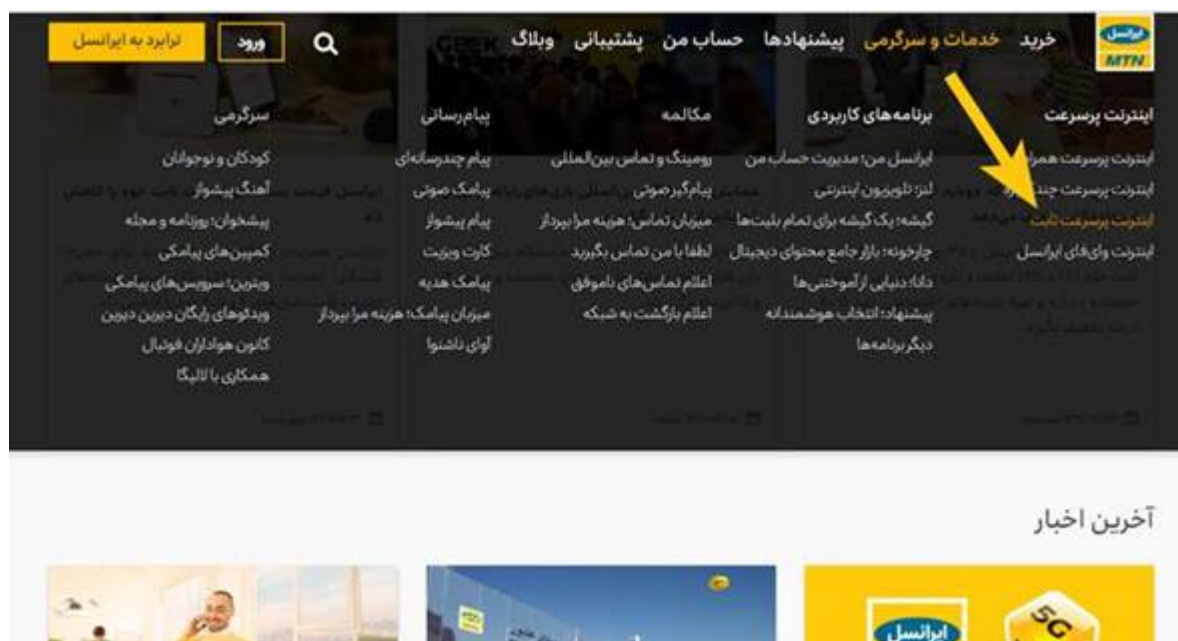 ایرانسل
MTN
خرید
خدمات و سرگرمی
پیشنهادها
حساب من
پشتیبانی
وبلاگ
ورود
ترابرد به ایرانسل
اینترنت پرسرعت
اینترنت پرسرعت همراه
اینترنت پرسرعت
اینترنت پرسرعت ثابت
اینترنت وای‌فای ایرانسل
برنامه‌های کاربردی
ایرانسل من؛ مدیریت حساب من
لنز؛ تلویزیون اینترنتی
گیشه؛ یک گیشه برای تمام بلیت‌ها
چارخونه؛ بازار جامع محتوای دیجیتال
دانا؛ دنیایی از آموختنی‌ها
پیشنهاد؛ انتخاب هوشمندانه
دیگر برنامه‌ها
مکالمه
رومینگ و تماس بین‌المللی
پیام‌گیر صوتی
میزبان تماس؛ هزینه مرا بپرداز
لطفا با من تماس بگیرید
اعلام تماس‌های ناموفق
اعلام بازگشت به شبکه
پیام‌رسانی
پیام چندرسانه‌ای
پیامک صوتی
پیام پیشواز
کارت ویزیت
پیامک هدیه
میزبان پیامک؛ هزینه مرا بپرداز
آوای ناشنوا
سرگرمی
کودکان و نوجوانان
آهنگ پیشواز
پیشخوان؛ روزنامه و مجله
کمپین‌های پیامکی
ویترین؛ سرویس‌های پیامکی
ویدئوهای رایگان دیرین دیرین
کانون هواداران فوتبال
همکاری با لالیگا
آخرین اخبار
ایرانسل
5G